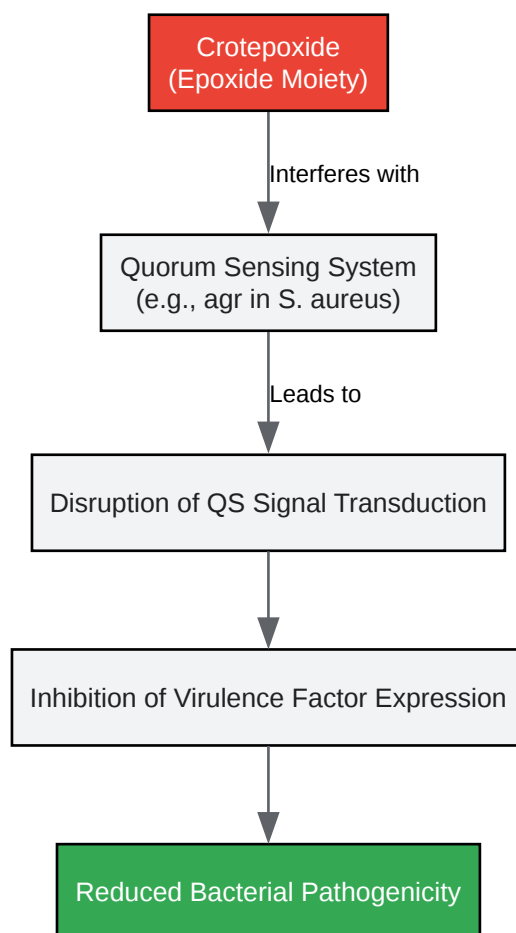 Crotepoxide
(Epoxide Moiety)
Interferes with
Quorum Sensing System
(e.g., agr in S. aureus)
Leads to
Disruption of QS Signal Transduction
Inhibition of Virulence Factor Expression
Reduced Bacterial Pathogenicity